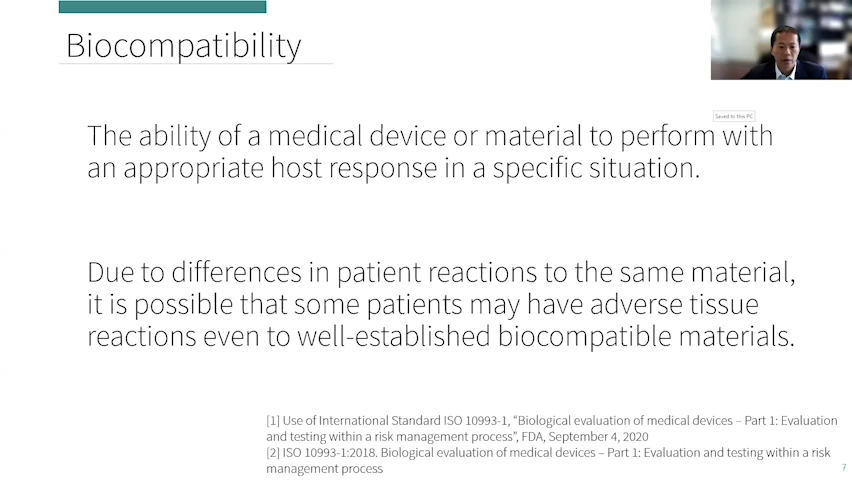 Biocompatibility
Saved to this PC
The ability of a medical device or material to perform with
an appropriate host response in a specific situation.
Due to differences in patient reactions to the same material,
it is possible that some patients may have adverse tissue
reactions even to well-established biocompatible materials.
[1] Use of International Standard ISO 10993-1, “Biological evaluation of medical devices – Part 1: Evaluation
and testing within a risk management process”, FDA, September 4, 2020
[2] ISO 10993-1:2018. Biological evaluation of medical devices – Part 1: Evaluation and testing within a risk
management process
7